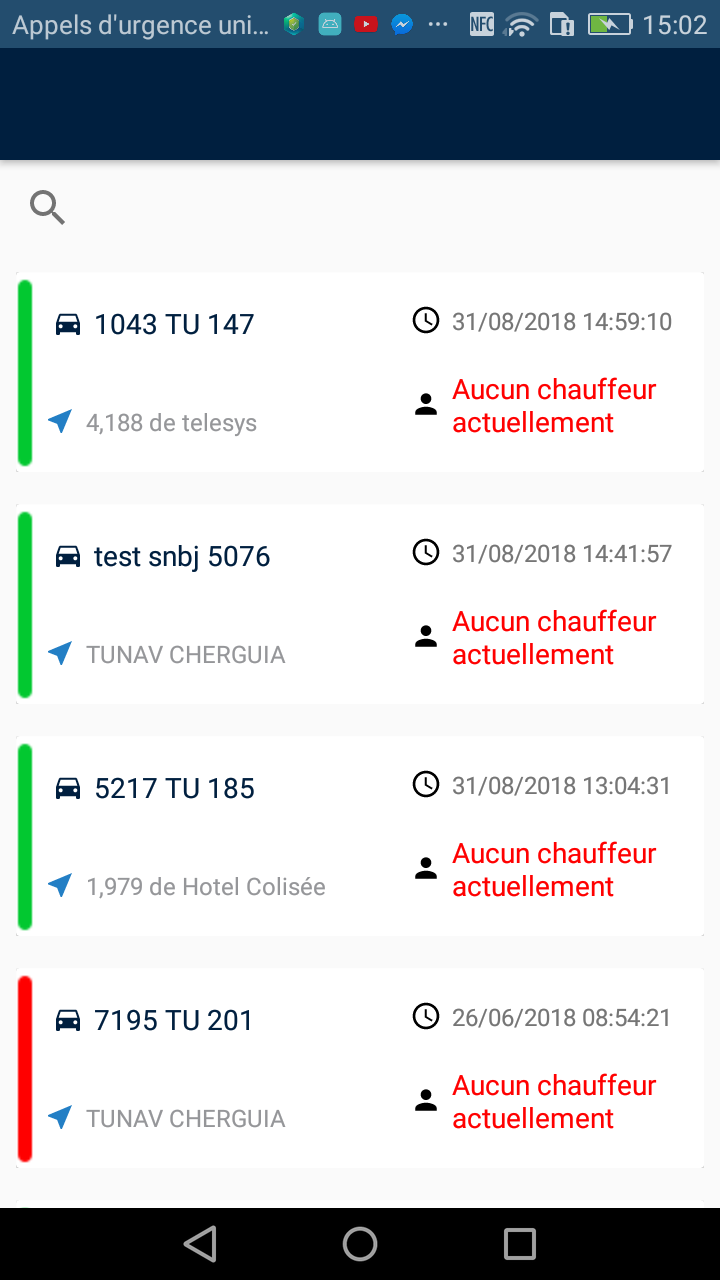 Appels d'urgence uni... NFC 15:02
1043 TU 147
31/08/2018 14:59:10
4,188 de telesys
Aucun chauffeur
actuellement
test snbj 5076
31/08/2018 14:41:57
TUNAV CHERGUIA
Aucun chauffeur
actuellement
5217 TU 185
31/08/2018 13:04:31
1,979 de Hotel Colisée
Aucun chauffeur
actuellement
7195 TU 201
26/06/2018 08:54:21
TUNAV CHERGUIA
Aucun chauffeur
actuellement